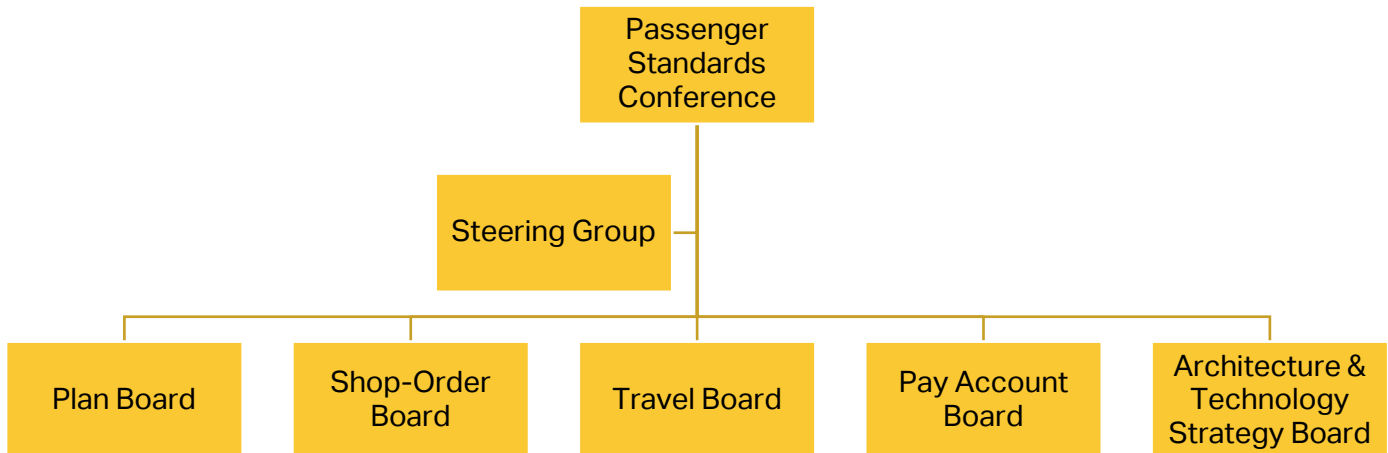 Passenger
Standards
Conference
Steering Group
Plan Board
Shop-Order
Board
Travel Board
Pay Account
Board
Architecture &
Technology
Strategy Board